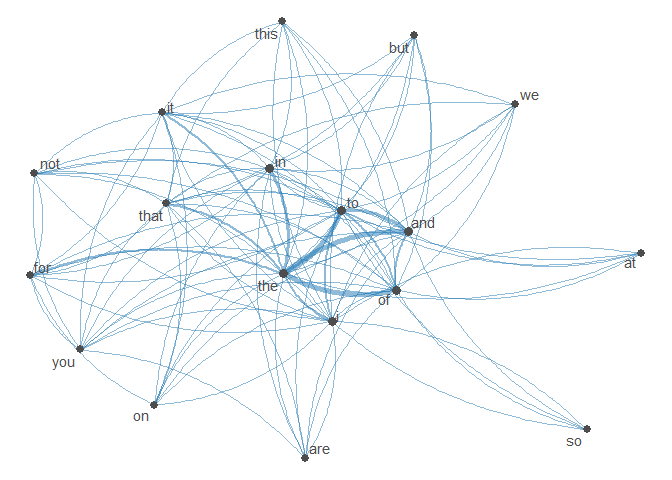 this
but
we
it
not
in
that
to
and
for
the
of
at
i
you
on
are
so